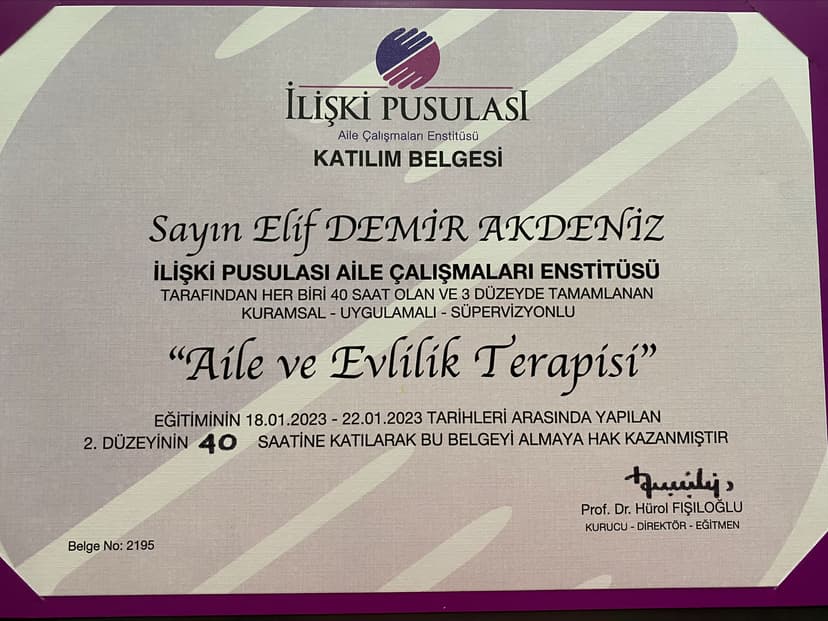 İLİŞKİ PUSULASI
Aile Çalışmaları Enstitüsü
KATILIM BELGESİ
Sayın Elif DEMİR AKDENİZ
İLİŞKİ PUSULASI AİLE ÇALIŞMALARI ENSTİTÜSÜ
TARAFINDAN HER BİRİ 40 SAAT OLAN VE 3 DÜZEYDE TAMAMLANAN
KURAMSAL - UYGULAMALI - SÜPERVİZYONLU
“Aile ve Evlilik Terapisi”
EĞİTİMİNİN 18.01.2023 - 22.01.2023 TARİHLERİ ARASINDA YAPILAN
2. DÜZEYİNİN 40 SAATİNE KATILARAK BU BELGEYİ ALMAYA HAK KAZANMIŞTIR
Prof. Dr. Hürol FIŞILOĞLU
KURUCU - DİREKTÖR - EĞİTMEN
Belge No: 2195